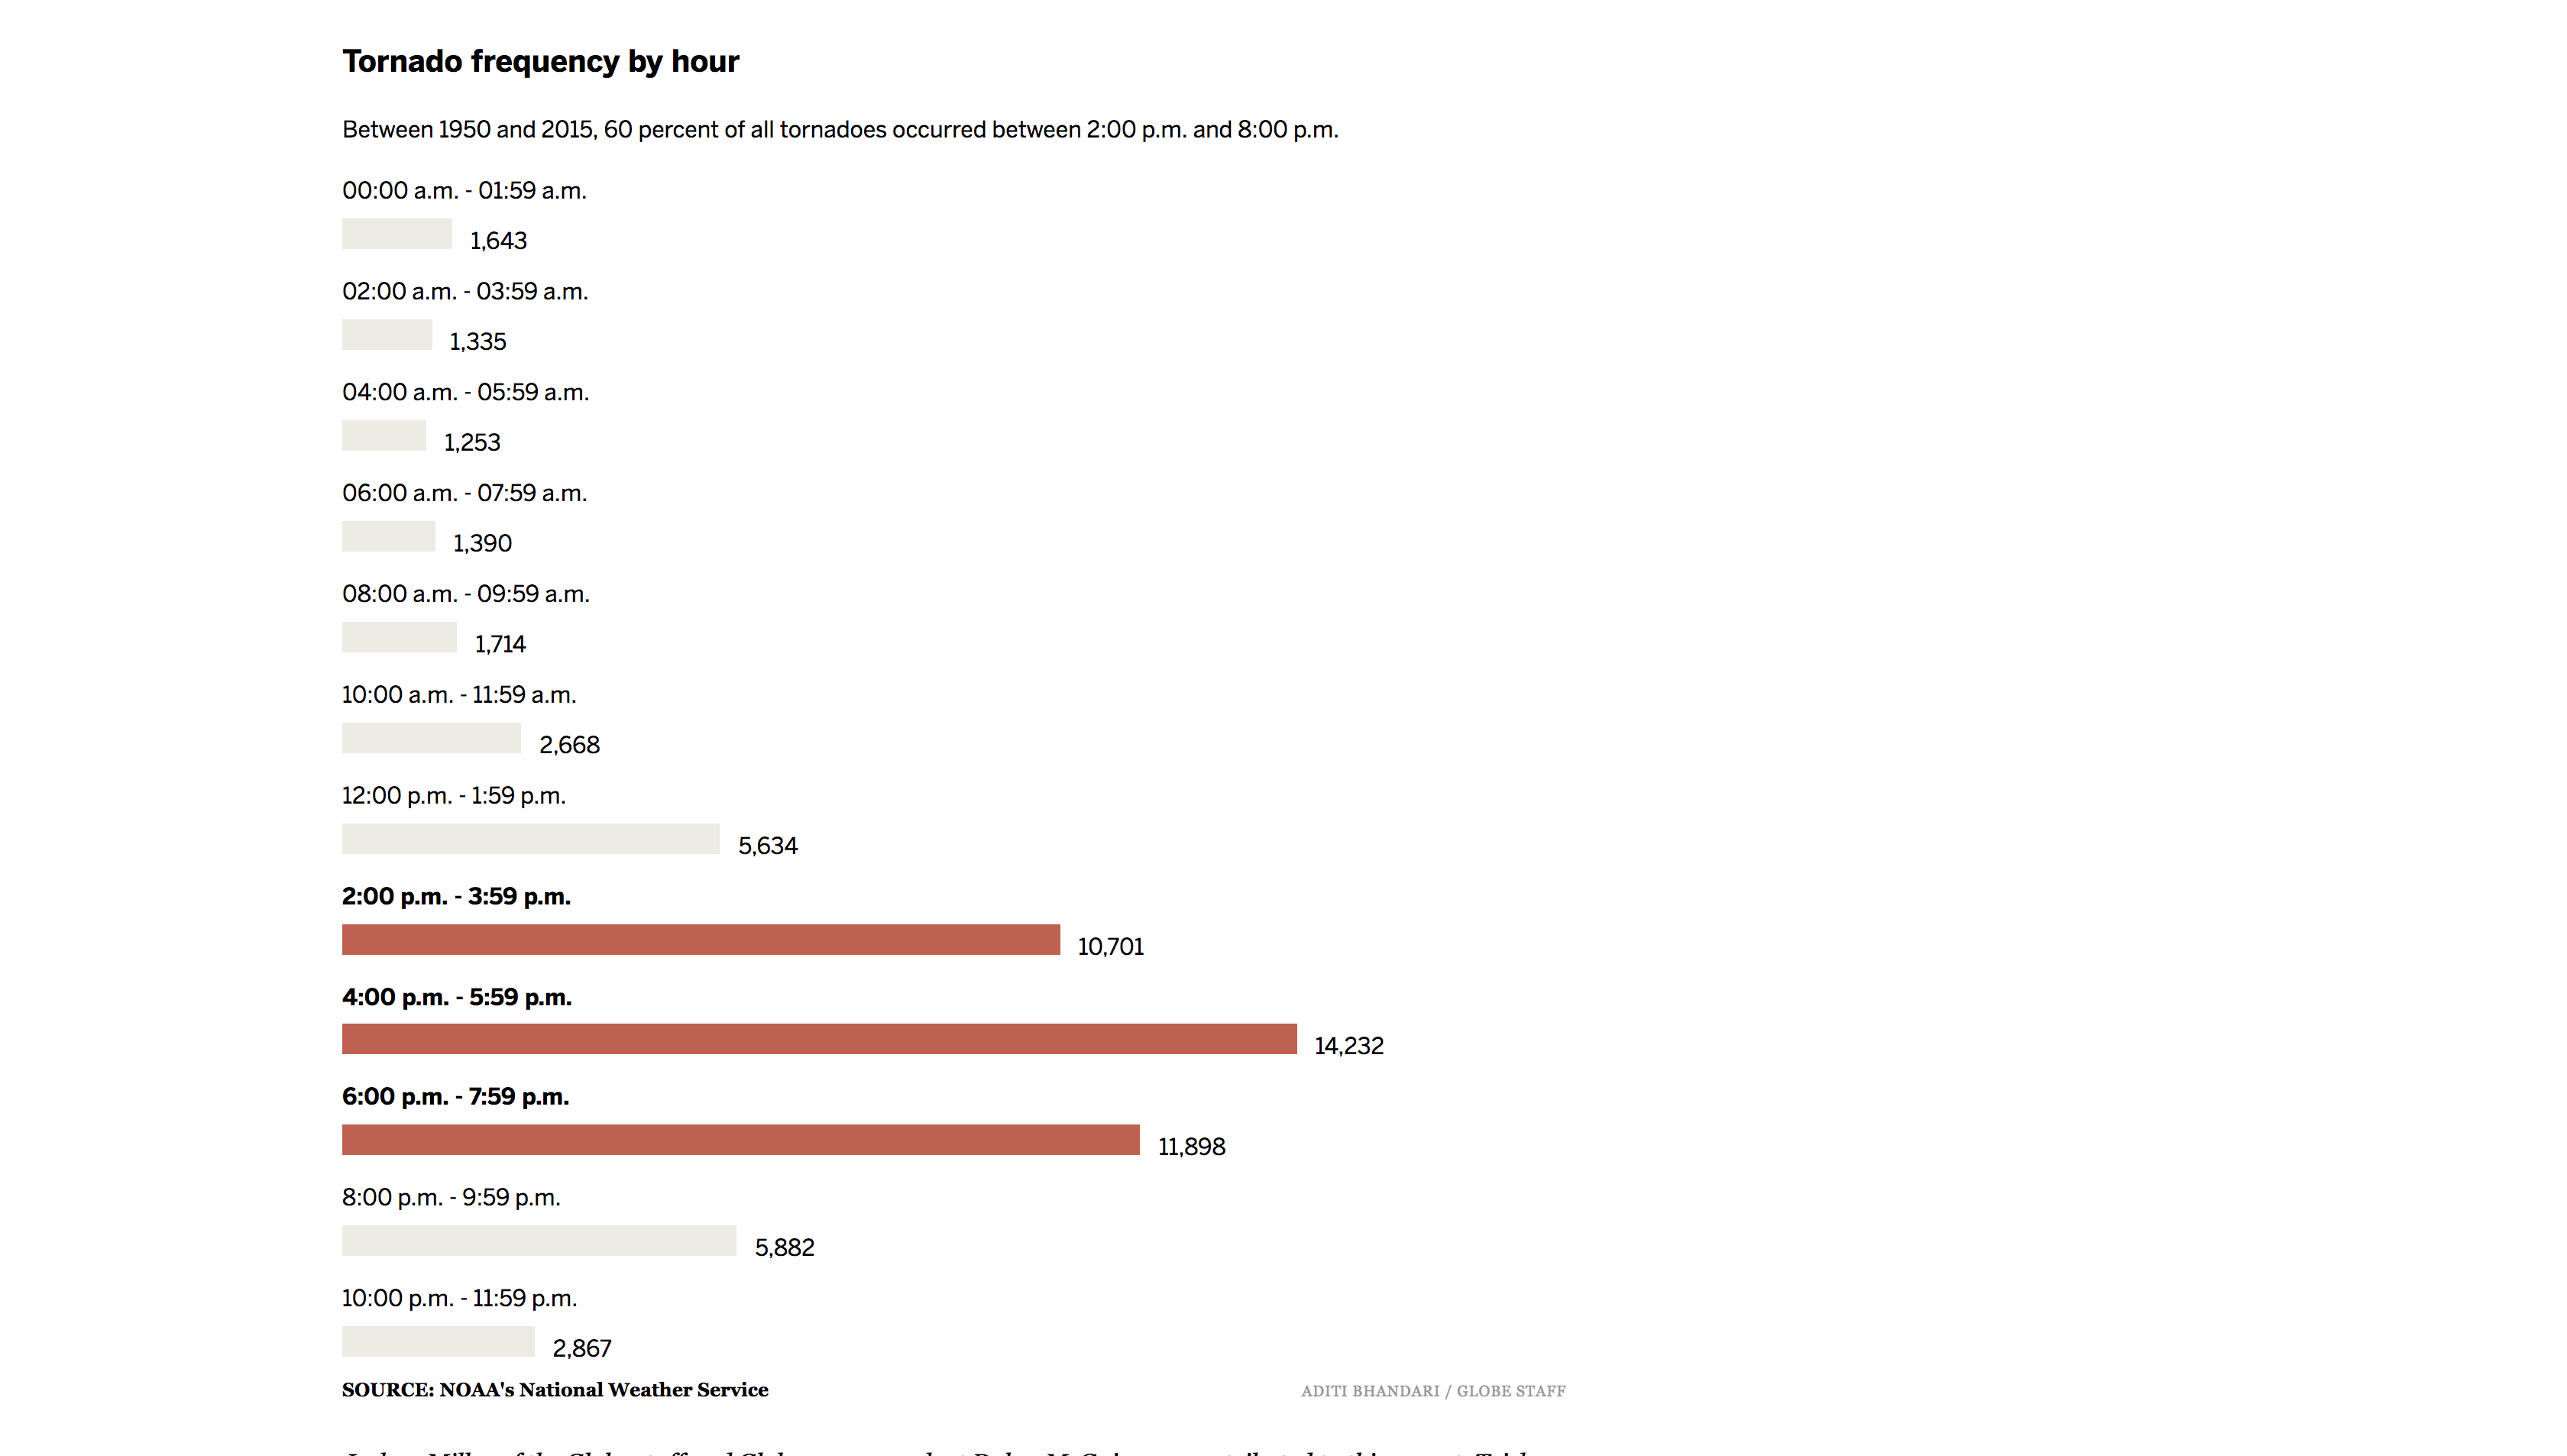 Tornado frequency by hour
Between 1950 and 2015, 60 percent of all tornadoes occurred between 2:00 p.m. and 8:00 p.m.
00:00 a.m. - 01:59 a.m.
1,643
02:00 a.m. - 03:59 a.m.
1,335
04:00 a.m. - 05:59 a.m.
1,253
06:00 a.m. - 07:59 a.m.
1,390
08:00 a.m. - 09:59 a.m.
1,714
10:00 a.m. - 11:59 a.m.
2,668
12:00 p.m. - 1:59 p.m.
5,634
2:00 p.m. - 3:59 p.m.
10,701
4:00 p.m. - 5:59 p.m.
14,232
6:00 p.m. - 7:59 p.m.
11,898
8:00 p.m. - 9:59 p.m.
5,882
10:00 p.m. - 11:59 p.m.
2,867
SOURCE: NOAA's National Weather Service
ADITI BHANDARI / GLOBE STAFF